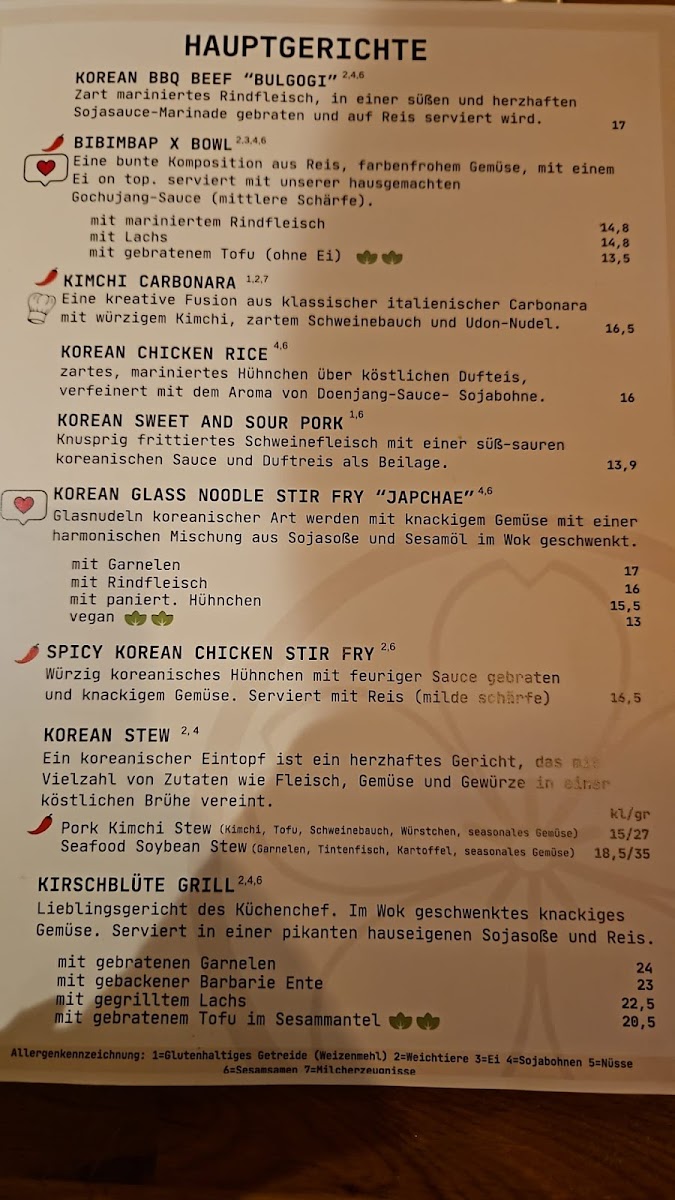 HAUPTGERICHTE
KOREAN BBQ BEEF “BULGOGI” 2,4,6
Zart mariniertes Rindfleisch, in einer süßen und herzhaften
Sojasauce-Marinade gebraten und auf Reis serviert wird.
17
BIBIMBAP X BOWL 2,3,4,6
Eine bunte Komposition aus Reis, farbenfrohem Gemüse, mit einem
Ei on top. serviert mit unserer hausgemachten
Gochujang-Sauce (mittlere Schärfe).
mit mariniertem Rindfleisch 14,8
mit Lachs 14,8
mit gebratenem Tofu (ohne Ei) 13,5
KIMCHI CARBONARA 1,2,7
Eine kreative Fusion aus klassischer italienischer Carbonara
mit würzigem Kimchi, zartem Schweinebauch und Udon-Nudel. 16,5
KOREAN CHICKEN RICE 4,6
zartes, mariniertes Hühnchen über köstlichen Dufteis,
verfeinert mit dem Aroma von Doenjang-Sauce- Sojabohne. 16
KOREAN SWEET AND SOUR PORK 1,6
Knusprig frittiertes Schweinefleisch mit einer süß-sauren
koreanischen Sauce und Duftreis als Beilage. 13,9
KOREAN GLASS NOODLE STIR FRY “JAPCHAE” 4,6
Glasnudeln koreanischer Art werden mit knackigem Gemüse mit einer
harmonischen Mischung aus Sojasoße und Sesamöl im Wok geschwenkt.
mit Garnelen 17
mit Rindfleisch 16
mit paniert. Hühnchen 15,5
vegan 13
SPICY KOREAN CHICKEN STIR FRY 2,6
Würzig koreanisches Hühnchen mit feuriger Sauce gebraten
und knackigem Gemüse. Serviert mit Reis (milde schärfe) 16,5
KOREAN STEW 2,4
Ein koreanischer Eintopf ist ein herzhaftes Gericht, das mit
Vielzahl von Zutaten wie Fleisch, Gemüse und Gewürze in einer
köstlichen Brühe vereint.
kl/gr
Pork Kimchi Stew (Kimchi, Tofu, Schweinebauch, Würstchen, seasonales Gemüse) 15/27
Seafood Soybean Stew (Garnelen, Tintenfisch, Kartoffel, seasonales Gemüse) 18,5/35
KIRSCHBLÜTE GRILL 2,4,6
Lieblingsgericht des Küchenchef. Im Wok geschwenktes knackiges
Gemüse. Serviert in einer pikanten hauseigenen Sojasoße und Reis.
mit gebratenen Garnelen 24
mit gebackener Barbarie Ente 23
mit gegrilltem Lachs 22,5
mit gebratenem Tofu im Sesammantel 20,5
Allergenkennzeichnung: 1=Glutenhaltiges Getreide (Weizenmehl) 2=Weichtiere 3=Ei 4=Sojabohnen 5=Nüsse
6=Sesamsamen 7=Milcherzeugnisse